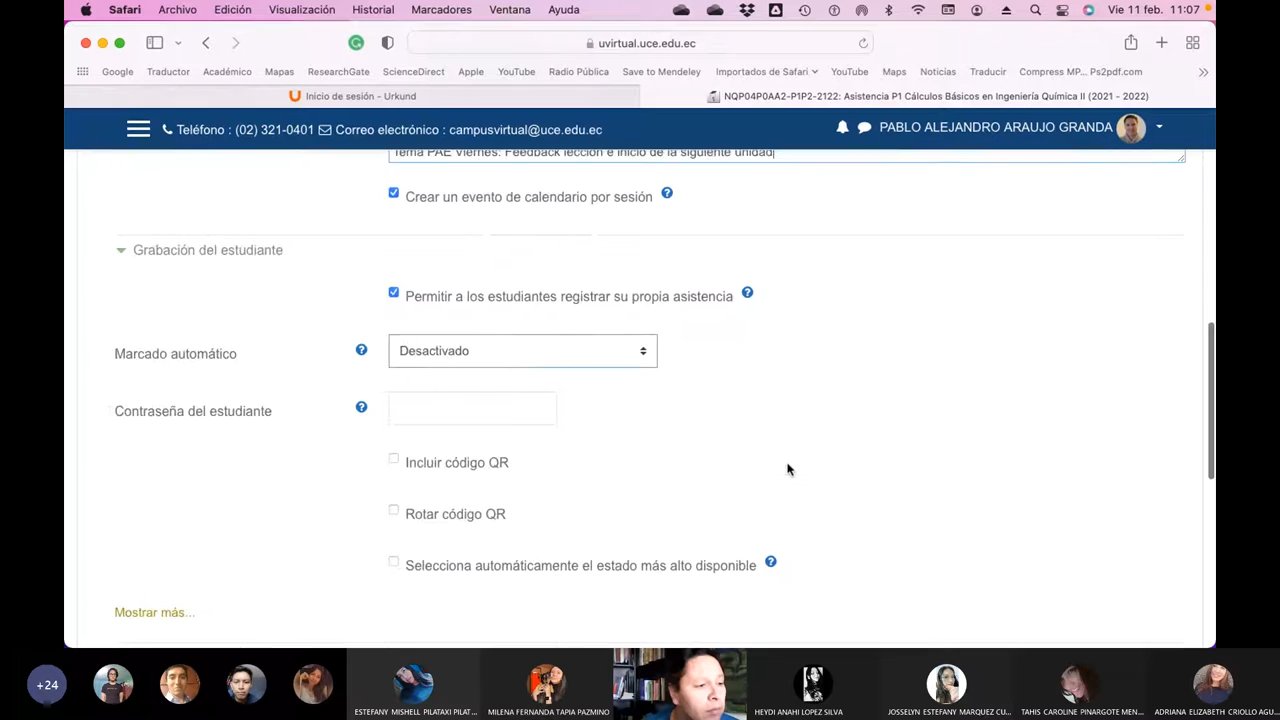 Safari Archivo Edición Visualización Historial Marcadores Ventana Ayuda Vie 11 feb. 11:07
uvirtual.uce.edu.ec
Google Traductor Académico Mapas ResearchGate ScienceDirect Apple YouTube Radio Pública Save to Mendeley Importados de Safari YouTube Maps Noticias Traducir Compress MP... Ps2pdf.com
Inicio de sesión - Urkund NQP04P0AA2-P1P2-2122: Asistencia P1 Cálculos Básicos en Ingeniería Química II (2021 - 2022)
Teléfono : (02) 321-0401 Correo electrónico : campusvirtual@uce.edu.ec PABLO ALEJANDRO ARAUJO GRANDA
Tema PAE Viernes: Feedback lección e inicio de la siguiente unidad
Crear un evento de calendario por sesión
Grabación del estudiante
Permitir a los estudiantes registrar su propia asistencia
Marcado automático Desactivado
Contraseña del estudiante
Incluir código QR
Rotar código QR
Selecciona automáticamente el estado más alto disponible
Mostrar más...
+24
ESTEFANY MISHELL PILATAXI PILAT... MILENA FERNANDA TAPIA PAZMINO HEYDI ANAHI LOPEZ SILVA JOSSELYN ESTEFANY MARQUEZ CU... TAHIS CAROLINE PINARGOTE MEN... ADRIANA ELIZABETH CRIOLLO AGU...